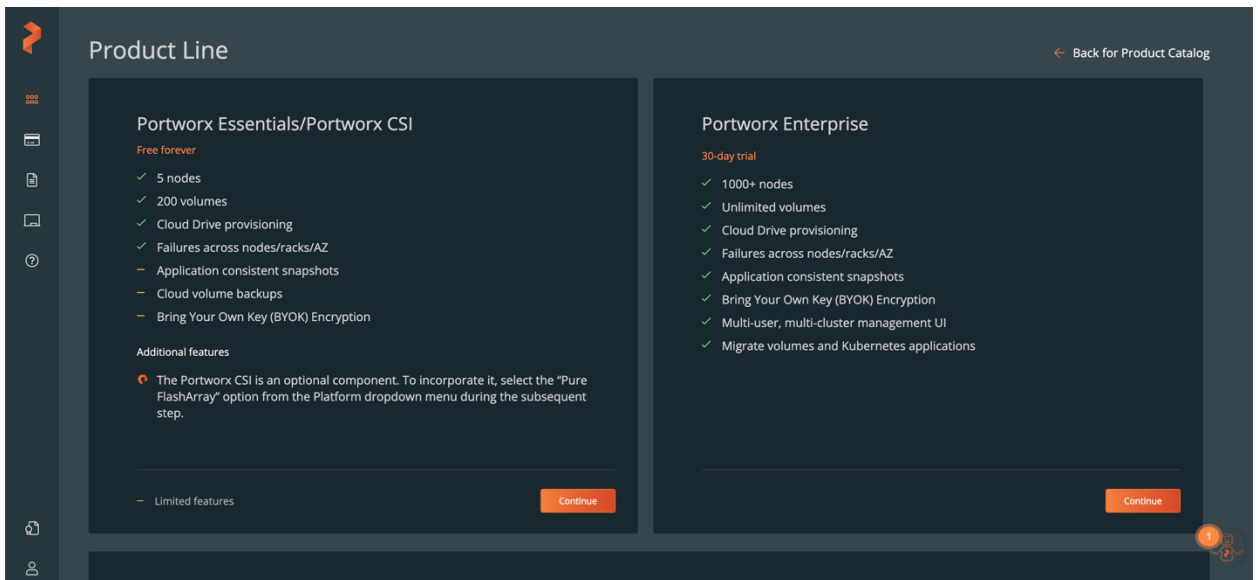 Product Line
Back for Product Catalog
Portworx Essentials/Portworx CSI
Free forever
5 nodes
200 volumes
Cloud Drive provisioning
Failures across nodes/racks/AZ
Application consistent snapshots
Cloud volume backups
Bring Your Own Key (BYOK) Encryption
Additional features
The Portworx CSI is an optional component. To incorporate it, select the “Pure
FlashArray” option from the Platform dropdown menu during the subsequent
step.
Limited features
Continue
Portworx Enterprise
30-day trial
1000+ nodes
Unlimited volumes
Cloud Drive provisioning
Failures across nodes/racks/AZ
Application consistent snapshots
Bring Your Own Key (BYOK) Encryption
Multi-user, multi-cluster management UI
Migrate volumes and Kubernetes applications
Continue
1